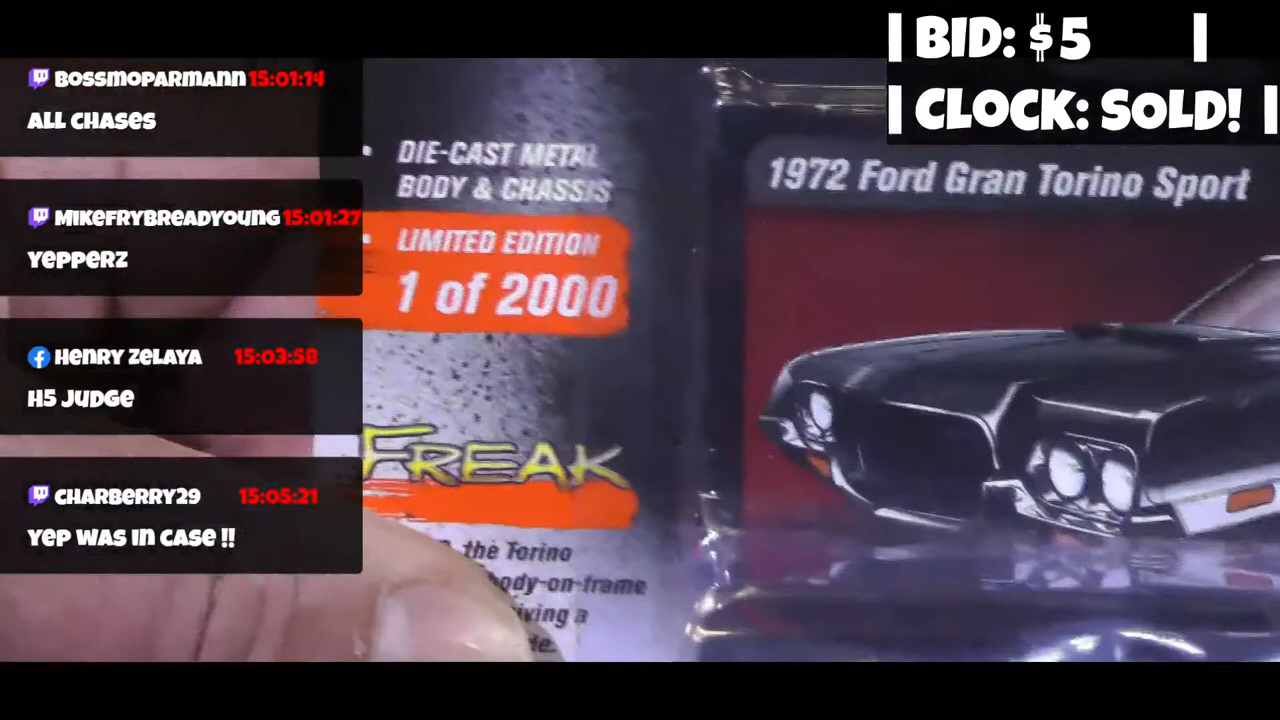 | BID: $5 |
| CLOCK: SOLD! |
BOSSMOPARMANN 15:01:14
ALL CHASES
MIKEFRYBREADYOUNG 15:01:27
YEPPERZ
HENRY ZELAYA 15:03:58
H5 JUDGE
CHARBERRY29 15:05:21
YEP WAS IN CASE !!
• DIE-CAST METAL
BODY & CHASSIS
• LIMITED EDITION
1 of 2000
FREAK
the Torino
body-on-frame
a
1972 Ford Gran Torino Sport